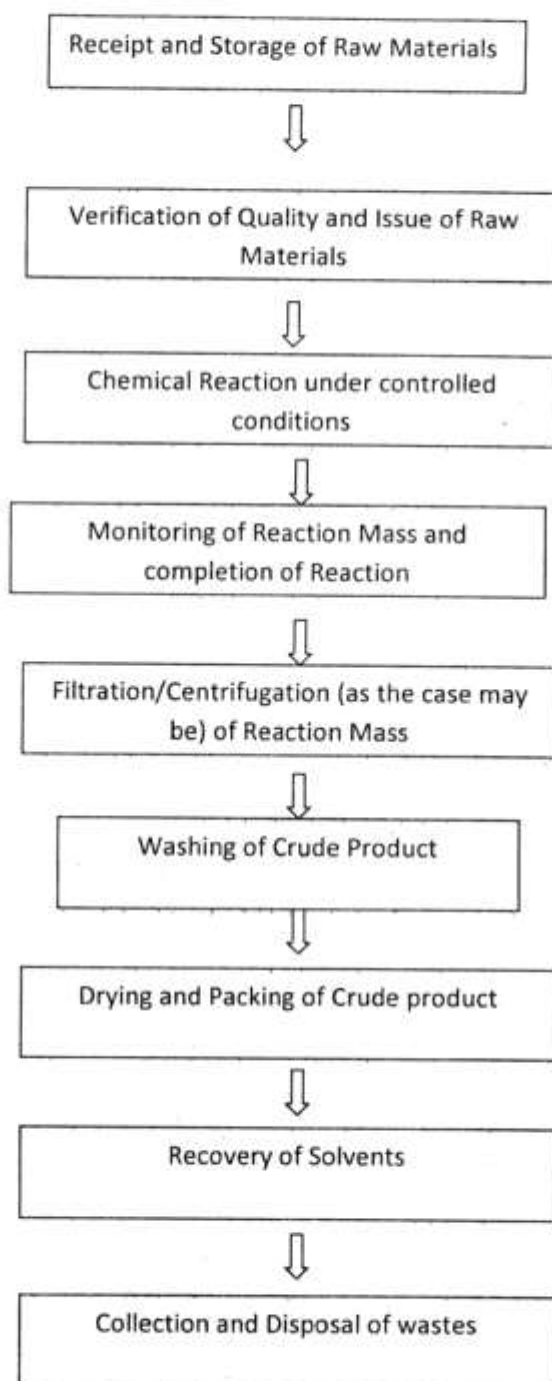 Receipt and Storage of Raw Materials
Verification of Quality and Issue of Raw
Materials
Chemical Reaction under controlled
conditions
Monitoring of Reaction Mass and
completion of Reaction
Filtration/Centrifugation (as the case may
be) of Reaction Mass
Washing of Crude Product
Drying and Packing of Crude product
Recovery of Solvents
Collection and Disposal of wastes